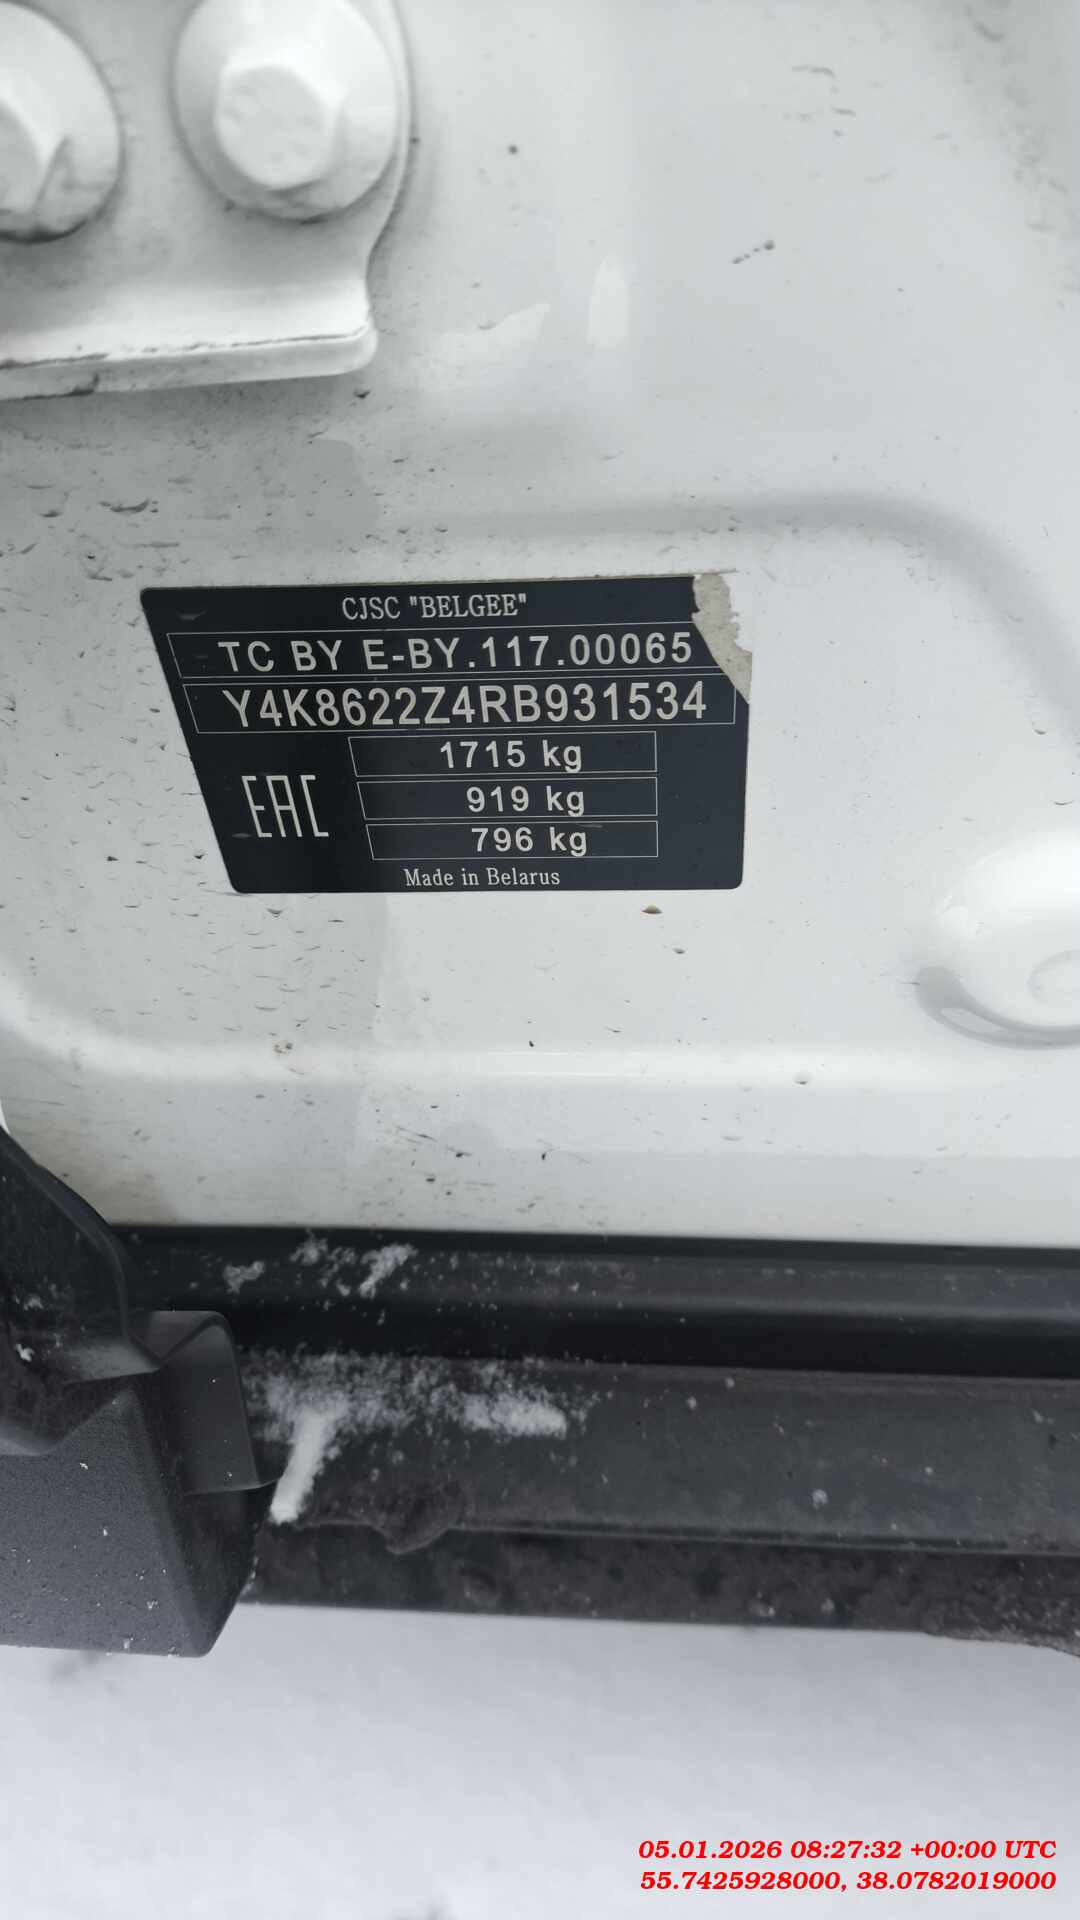 CJSC "BELGEE"
TC BY E-BY.117.00065
Y4K8622Z4RB931534
1715 kg
EAC
919 kg
796 kg
Made in Belarus
05.01.2026 08:27:32 +00:00 UTC
55.7425928000, 38.0782019000